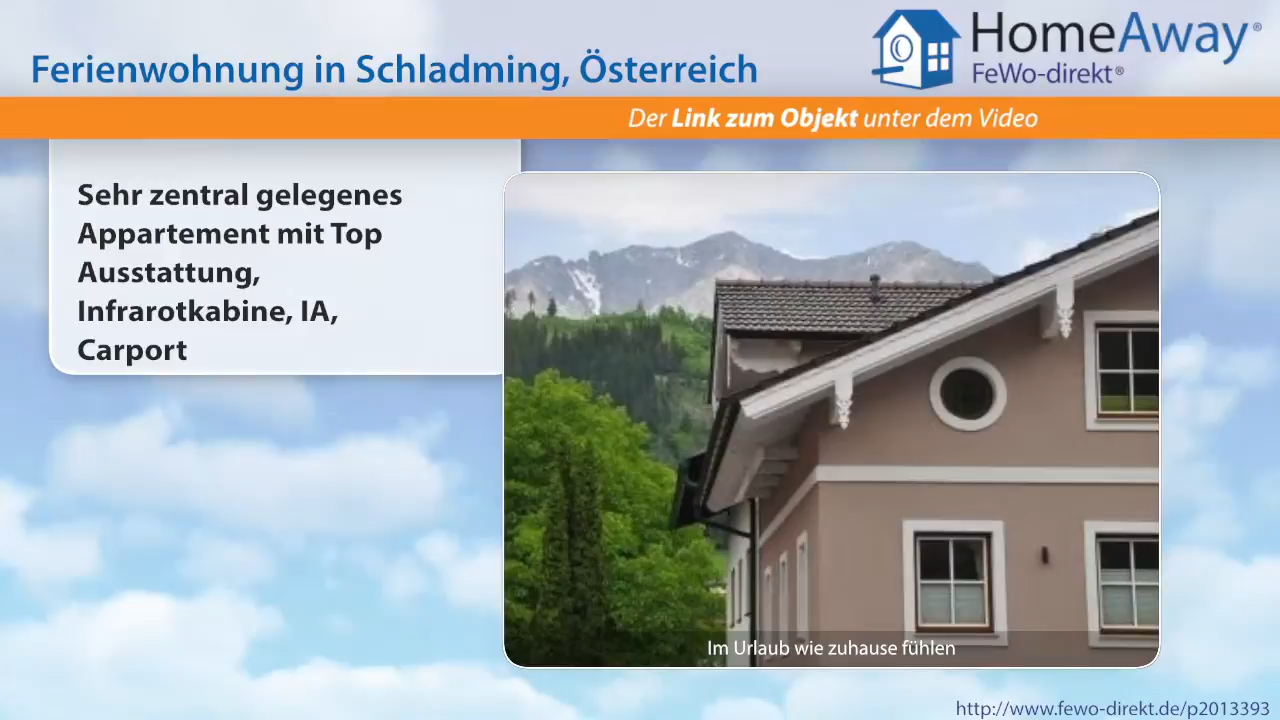 Ferienwohnung in Schladming, Österreich
HomeAway®
FeWo-direkt®
Der Link zum Objekt unter dem Video
Sehr zentral gelegenes
Appartement mit Top
Ausstattung,
Infrarotkabine, IA,
Carport
Im Urlaub wie zuhause fühlen
http://www.fewo-direkt.de/p2013393